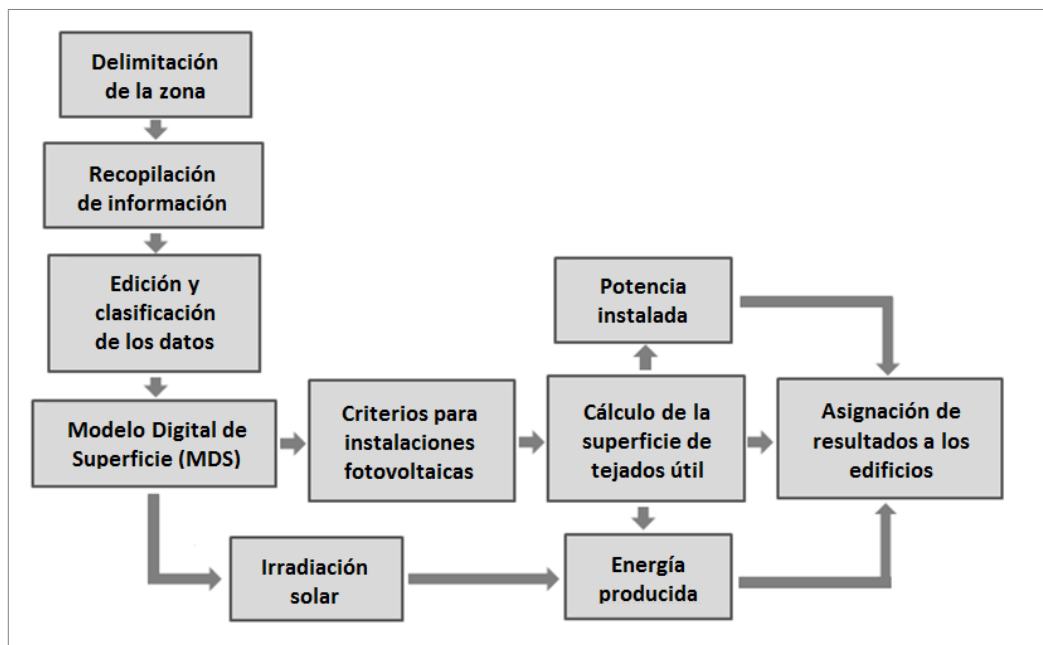 Delimitación
de la zona
Recopilación
de información
Edición y
clasificación
de los datos
Modelo Digital de
Superficie (MDS)
Criterios para
instalaciones
fotovoltaicas
Potencia
instalada
Cálculo de la
superficie de
tejados útil
Asignación de
resultados a los
edificios
Irradiación
solar
Energía
producida